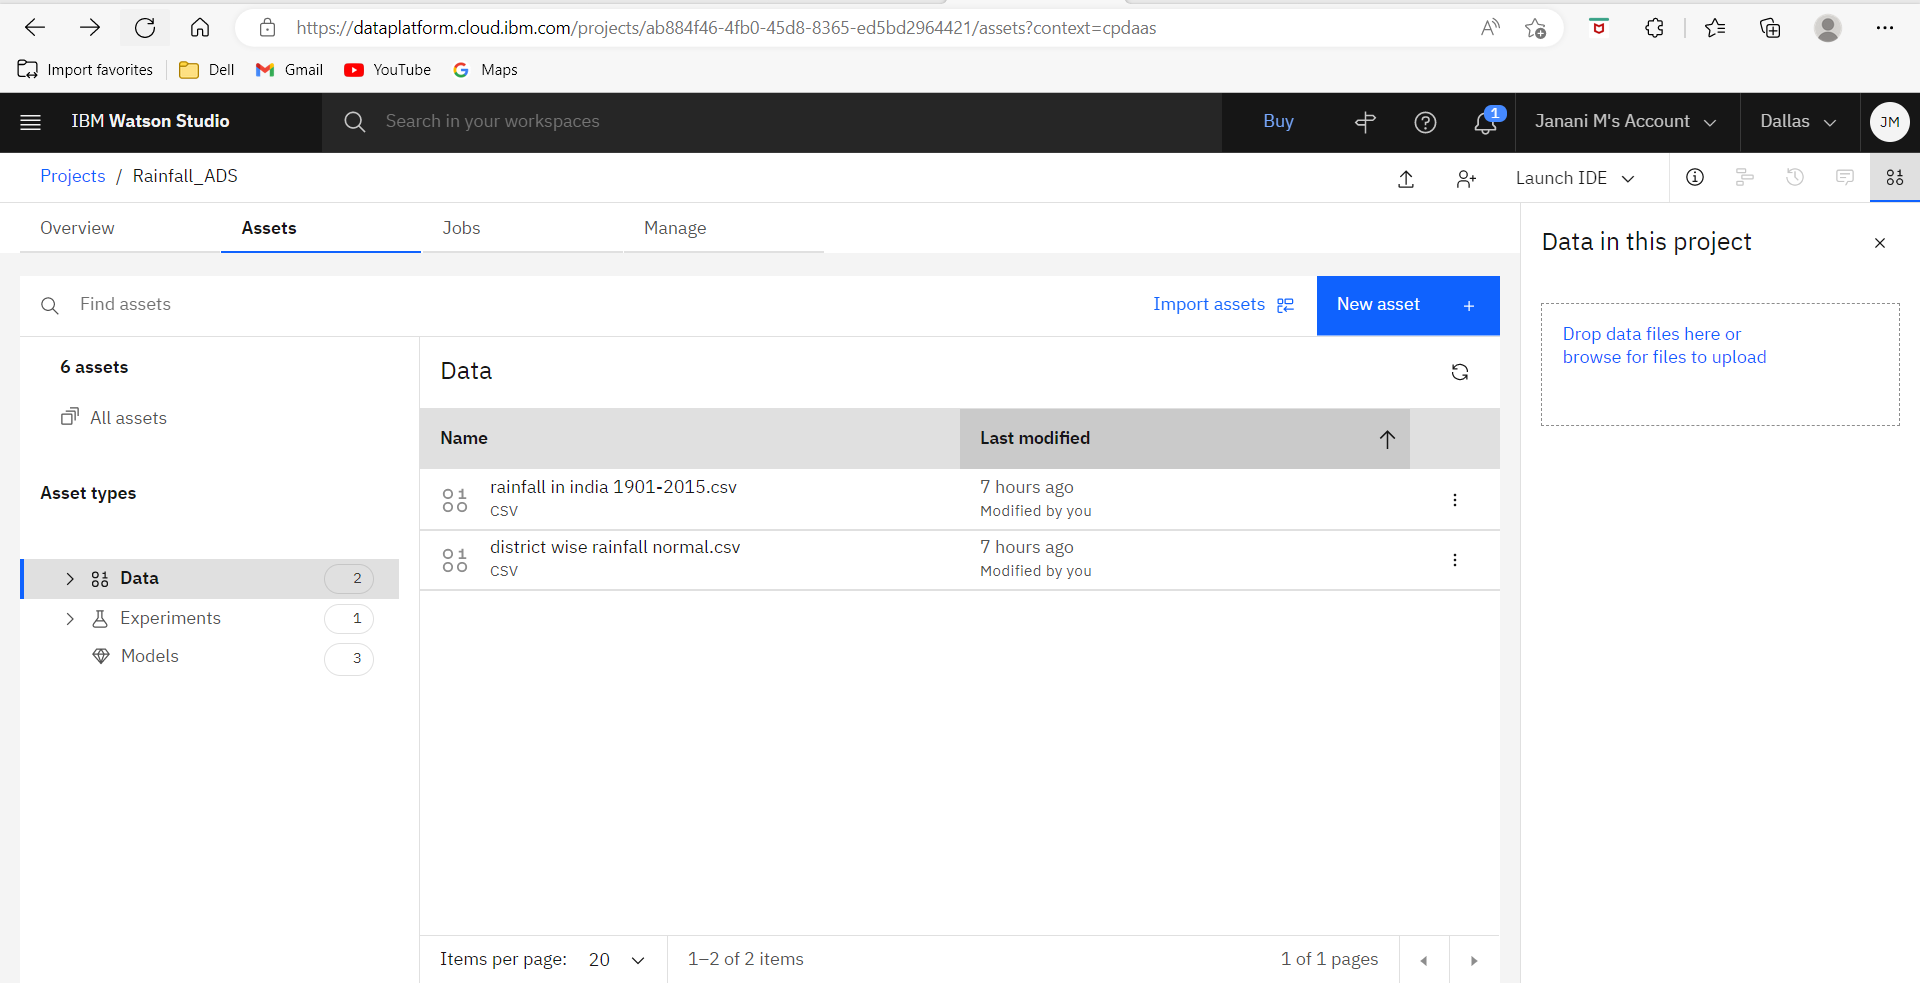 https://dataplatform.cloud.ibm.com/projects/ab884f46-4fb0-45d8-8365-ed5bd2964421/assets?context=cpdaas
Import favorites
Dell
Gmail
YouTube
G Maps
IBM Watson Studio
Search in your workspaces
Buy
1
Janani M's Account
Dallas
JM
Projects / Rainfall_ADS
Launch IDE
Overview
Assets
Jobs
Manage
Data in this project
Find assets
Import assets
New asset +
Drop data files here or
browse for files to upload
6 assets
All assets
Asset types
Data 2
Experiments 1
Models 3
Data
Name
Last modified
rainfall in india 1901-2015.csv
CSV
7 hours ago
Modified by you
district wise rainfall normal.csv
CSV
7 hours ago
Modified by you
Items per page: 20
1–2 of 2 items
1 of 1 pages